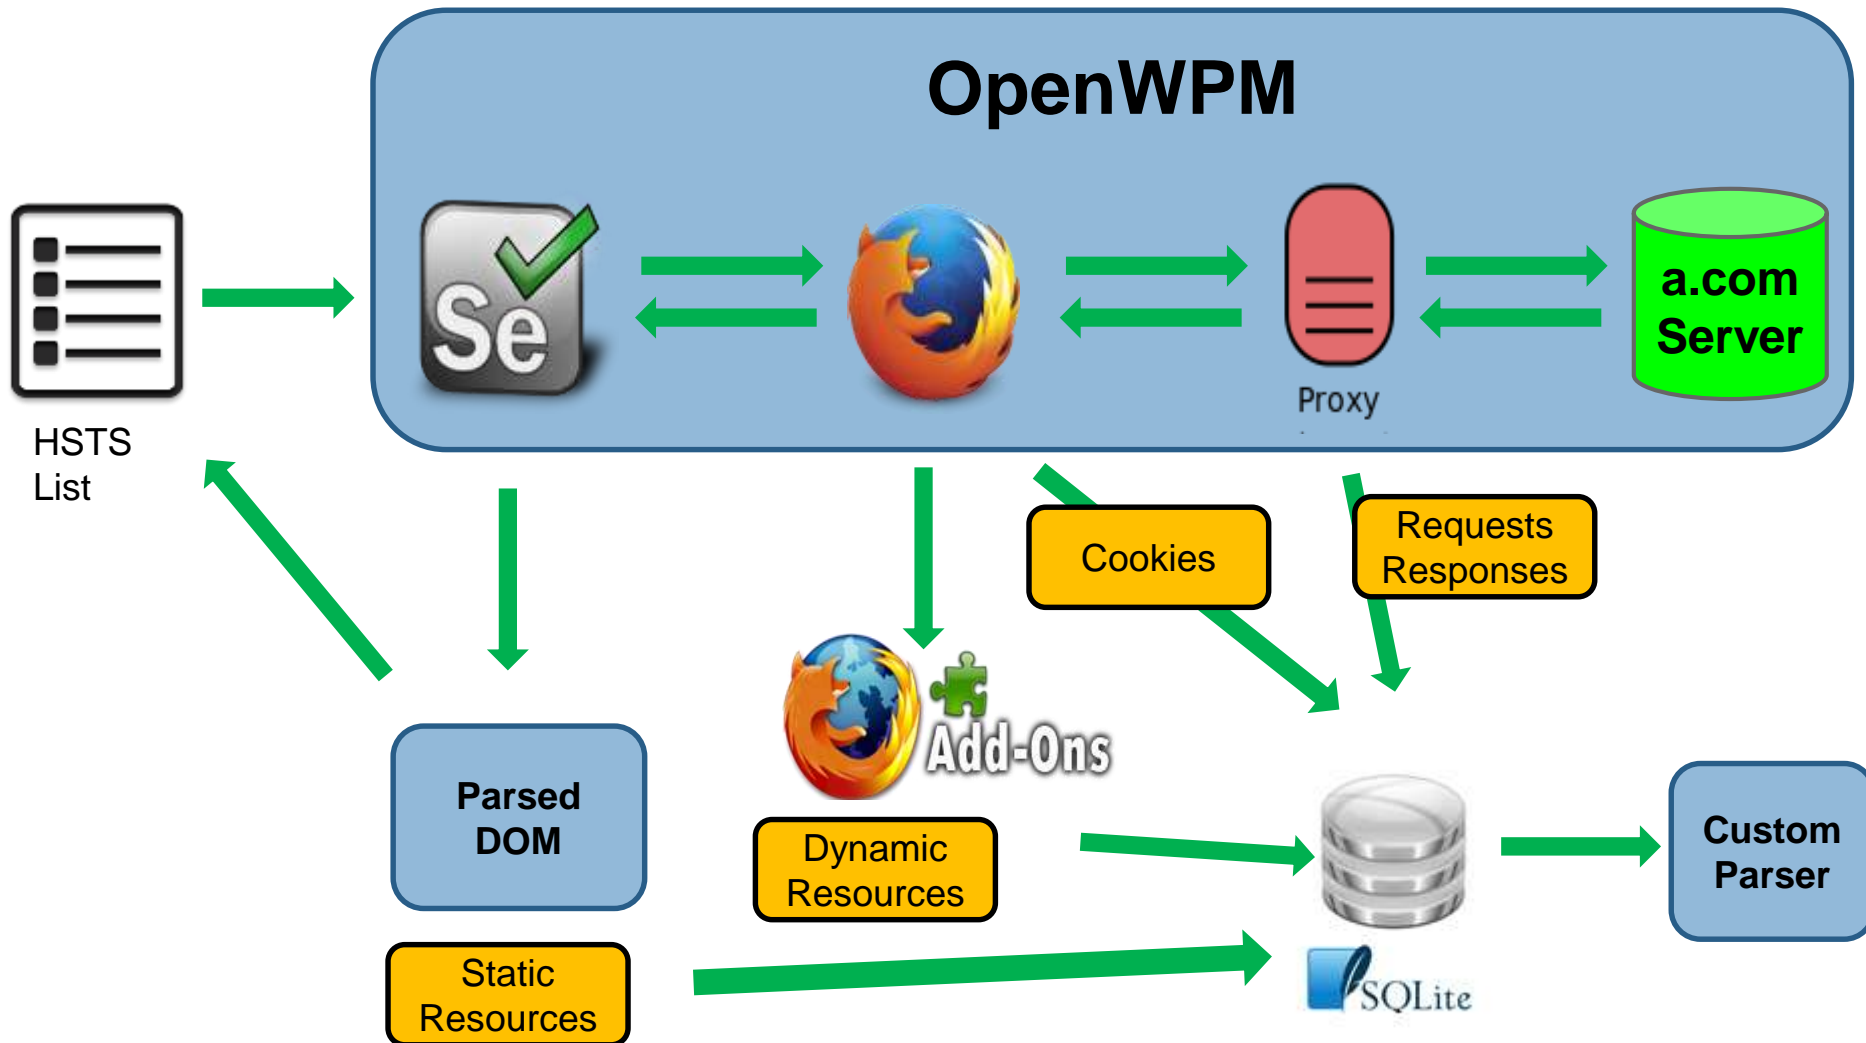 OpenWPM
Se
a.com
Server
Proxy
HSTS
List
Cookies
Requests
Responses
Add-Ons
Parsed
DOM
Dynamic
Resources
Custom
Parser
Static
Resources
SQLite